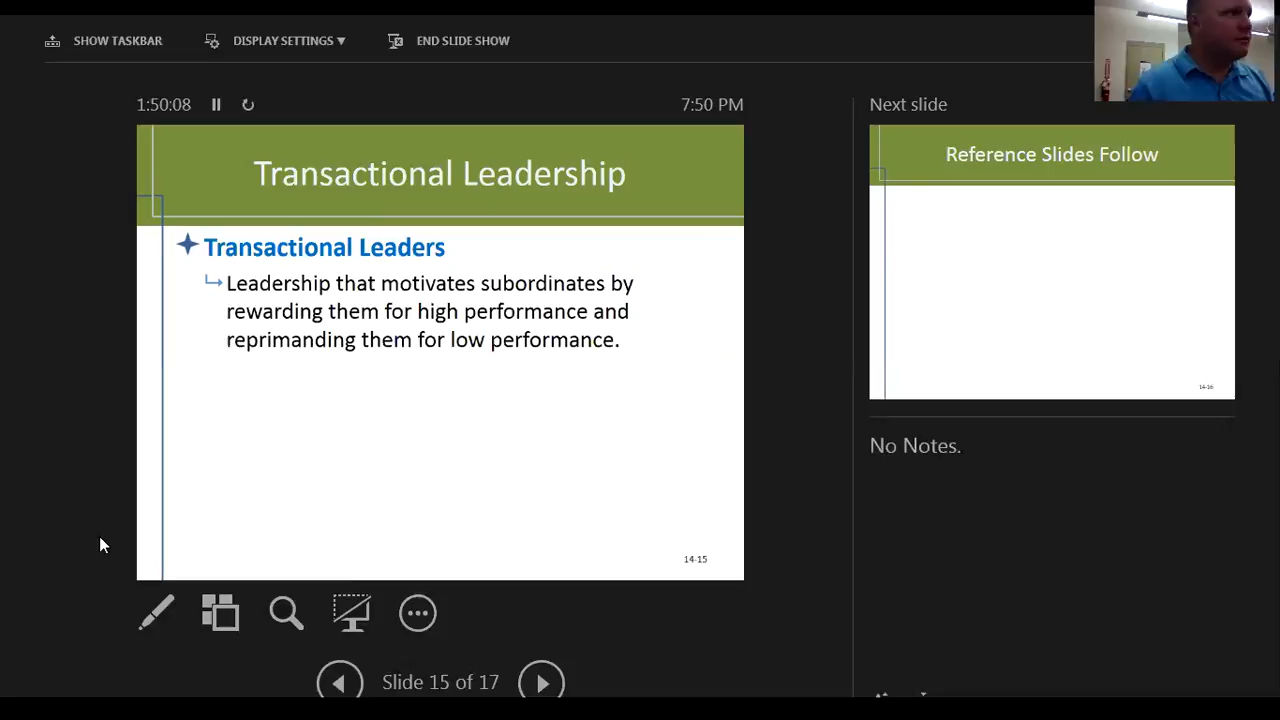 SHOW TASKBAR DISPLAY SETTINGS ▼ END SLIDE SHOW
1:50:08 7:50 PM
Transactional Leadership
Transactional Leaders
Leadership that motivates subordinates by
rewarding them for high performance and
reprimanding them for low performance.
14-15
Slide 15 of 17
Next slide
Reference Slides Follow
14-16
No Notes.